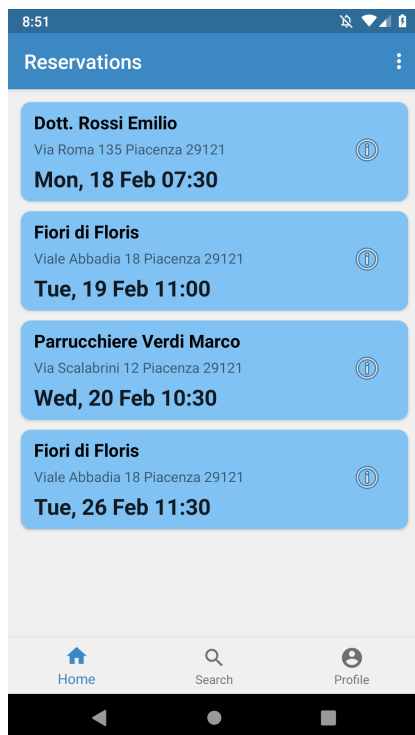 8:51
Reservations
Dott. Rossi Emilio
Via Roma 135 Piacenza 29121
Mon, 18 Feb 07:30
Fiori di Floris
Viale Abbadia 18 Piacenza 29121
Tue, 19 Feb 11:00
Parrucchiere Verdi Marco
Via Scalabrini 12 Piacenza 29121
Wed, 20 Feb 10:30
Fiori di Floris
Viale Abbadia 18 Piacenza 29121
Tue, 26 Feb 11:30
Home Search Profile